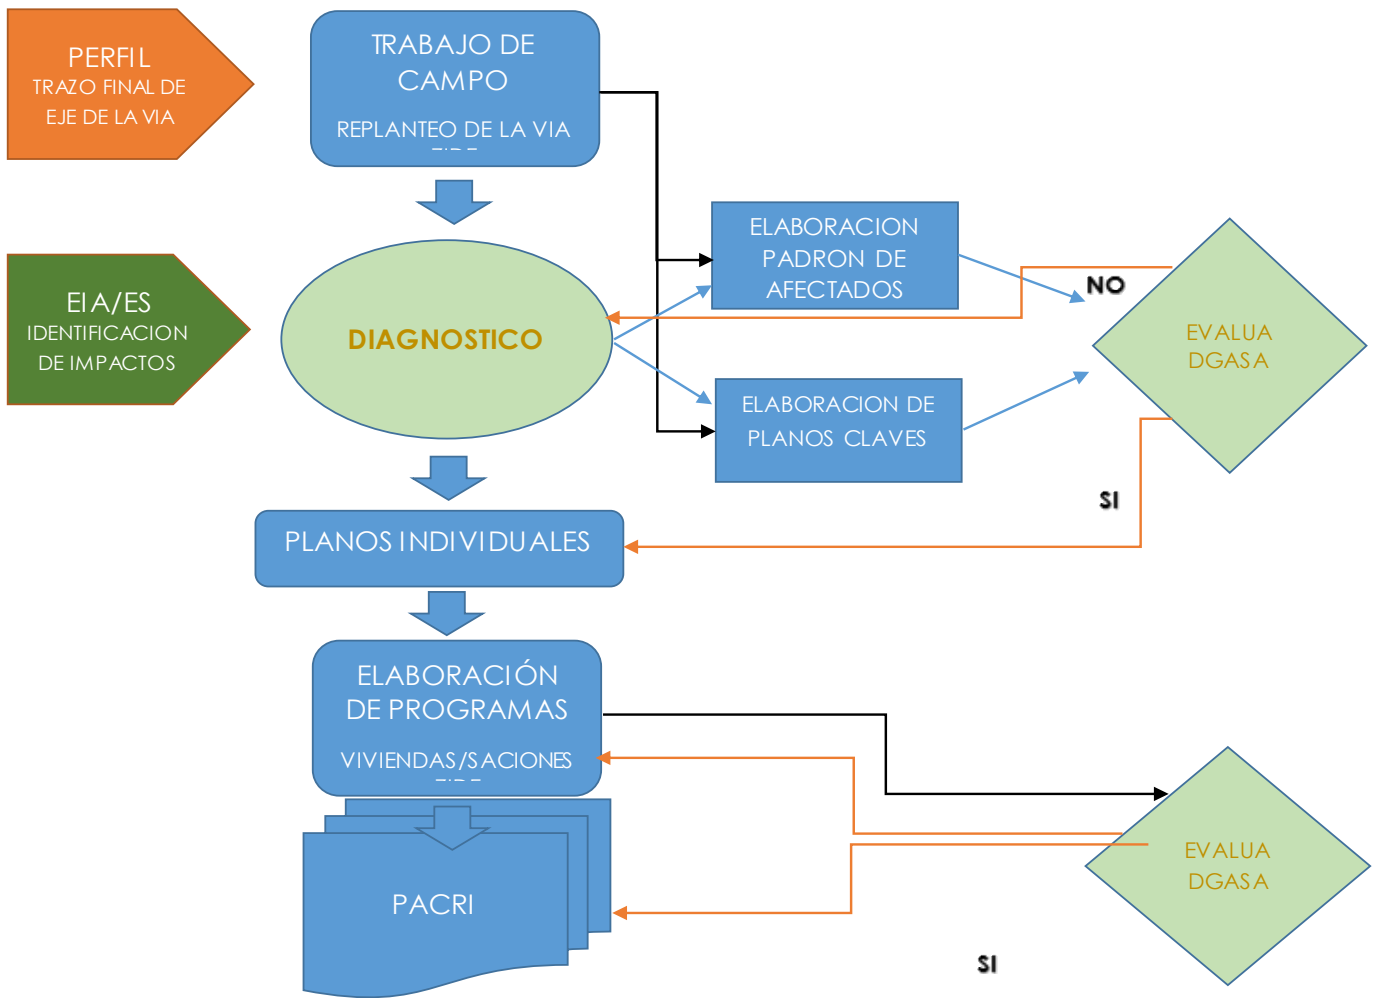 PERFIL
TRAZO FINAL DE
EJE DE LA VIA
TRABAJO DE
CAMPO
REPLANTEO DE LA VIA
EIA/ES
IDENTIFICACION
DE IMPACTOS
DIAGNOSTICO
ELABORACION
PADRON DE
AFECTADOS
NO
EVALUA
DGASA
ELABORACION DE
PLANOS CLAVES
SI
PLANOS INDIVIDUALES
ELABORACIÓN
DE PROGRAMAS
VIVIENDAS/SACIONES
EVALUA
DGASA
PACRI
SI